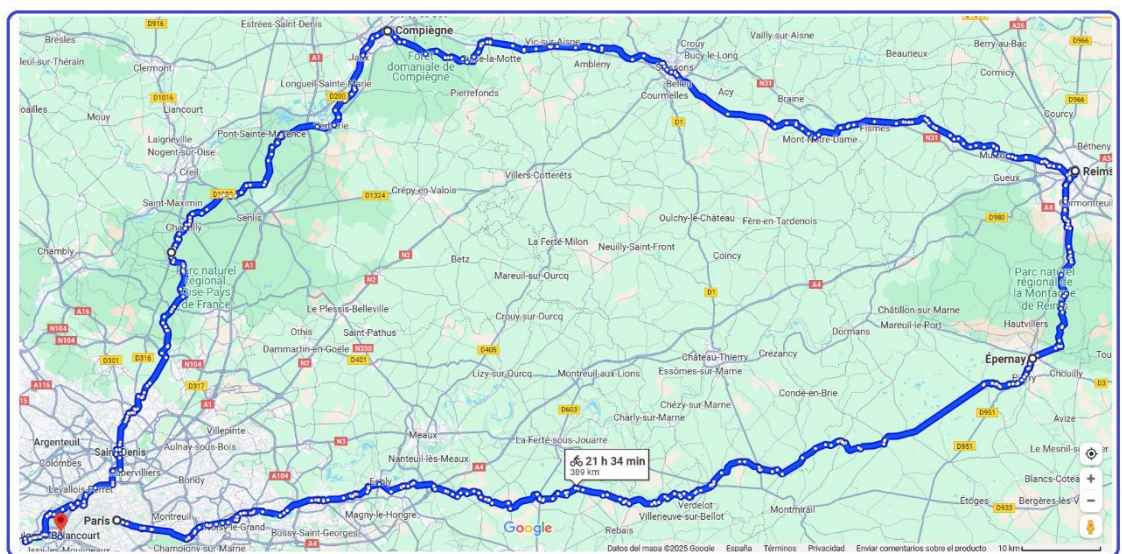 D916
Estrées-Saint-Denis
Compiègne
Vailly-sur-Aisne
A26
D966
Bresles
A1
Vic-sur-Aisne
Crouy
Bucy-le-Long
Berry-au-Bac
Beaurieux
Clermont
Jaux
Forêt
domaniale de
Compiègne
Ambleny
Belleu
Courmelles
Acy
N31
Cormicy
D1016
Longueil-Sainte-Marie
D200
Pierrefonds
Braine
D966
Liancourt
Mouy
Courcy
Laigneville
Pont-Sainte-Maxence
D1
Mont-Notre-Dame
Fismes
N31
Nogent-sur-Oise
Bétheny
Creil
Villers-Cotterêts
Gueux
Reims
D1324
Crépy-en-Valois
A4
Cormontreuil
Saint-Maximin
Senlis
Oulchy-le-Château
Fère-en-Tardenois
D980
Chantilly
N2
La Ferté-Milon
Neuilly-Saint-Front
Chambly
A1
Betz
Coincy
Parc naturel
régional
Oise-Pays
de France
Mareuil-sur-Ourcq
Parc naturel
régional de
la Montagne
de Reims
A16
N2
A4
D1
Le Plessis-Belleville
Châtillon-sur-Marne
N184
Othis
Crouy-sur-Ourcq
Mareuil-le-Port
Hautvillers
N104
Saint-Pathus
Dormans
N330
D405
D301
D316
N104
Dammartin-en-Goële
D401
Château-Thierry
Crézancy
Épernay
D317
Lizy-sur-Ourcq
Montreuil-aux-Lions
Essômes-sur-Marne
Chouilly
D3
A115
A1
Condé-en-Brie
Villepinte
D603
Chézy-sur-Marne
D951
Avize
Argenteuil
Aulnay-sous-Bois
Charly-sur-Marne
Meaux
Saint-Denis
N3
La Ferté-sous-Jouarre
D951
Colombes
21 h 34 min
389 km
Bondy
Nanteuil-lès-Meaux
A104
A4
Levallois-Perret
Esbly
Verdelot
Étoges
Paris
Montreuil
Noisy-le-Grand
Magny-le-Hongre
Google
Villeneuve-sur-Bellot
Montmirail
D933
Bussy-Saint-Georges
Rebais
Issy-les-Moulineaux
Champigny-sur-Marne
Datos del mapa ©2025 Google España Términos Privacidad Enviar comentarios sobre el producto 10 km